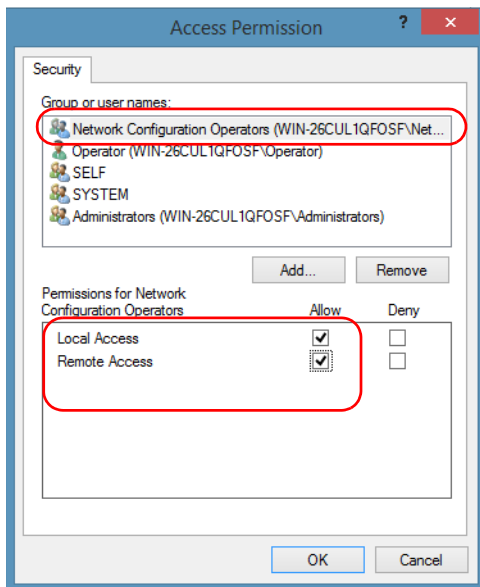 Access Permission
?
Security
Group or user names:
Network Configuration Operators (WIN-26CUL1QFOSF\Net...
Operator (WIN-26CUL1QFOSF\Operator)
SELF
SYSTEM
Administrators (WIN-26CUL1QFOSF\Administrators)
Add...
Remove
Permissions for Network
Configuration Operators
Allow
Deny
Local Access
Remote Access
OK
Cancel